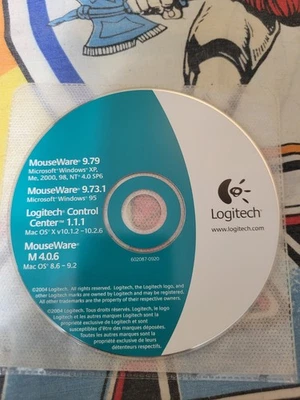 MouseWare® 9.79
Microsoft® Windows® XP,
Me, 2000, 98, NT® 4.0 SP6
MouseWare® 9.73.1
Microsoft® Windows® 95
Logitech® Control
Center™ 1.1.1
Mac OS® X v10.1.2 -10.2.6
MouseWare®
M 4.0.6
Mac OS® 8.6 - 9.2
Logitech®
www.logitech.com
602087-0920
©2004 Logitech. All rights reserved. Logitech, the Logitech logo, and
other Logitech marks are owned by Logitech and may be registered.
All other trademarks are the property of their respective owners.
©2004 Logitech. Tous droits réservés. Logitech, le logo
Logitech et les autres marques Logitech sont la
propriété exclusive de Logitech et sont
susceptibles d'être des marques déposées.
Toutes les autres marques sont la
propriété exclusive de leurs
détenteurs respectifs.